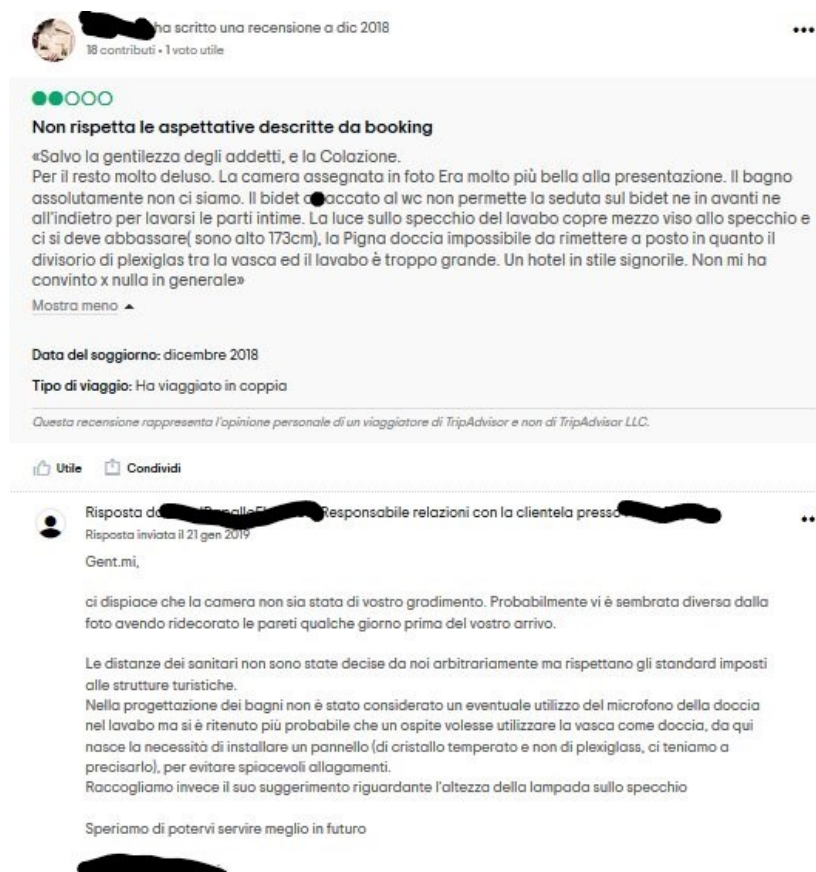 ha scritto una recensione a dic 2018
18 contributi • 1 voto utile
Non rispetta le aspettative descritte da booking
«Salvo la gentilezza degli addetti, e la Colazione.
Per il resto molto deluso. La camera assegnata in foto Era molto più bella alla presentazione. Il bagno
assolutamente non ci siamo. Il bidet al wc non permette la seduta sul bidet ne in avanti ne
all'indietro per lavarsi le parti intime. La luce sullo specchio del lavabo copre mezzo viso allo specchio e
ci si deve abbassare( sono alto 173cm), la Pigna doccia impossibile da rimettere a posto in quanto il
divisorio di plexiglas tra la vasca ed il lavabo è troppo grande. Un hotel in stile signorile. Non mi ha
convinto x nulla in generale»
Mostra meno
Data del soggiorno: dicembre 2018
Tipo di viaggio: Ha viaggiato in coppia
Questa recensione rappresenta l'opinione personale di un viaggiatore di TripAdvisor e non di TripAdvisor LLC.
Utile Condividi
Risposta da Responsabile relazioni con la clientela presso
Risposta inviata il 21 gen 2019
Gent.mi,
ci dispiace che la camera non sia stata di vostro gradimento. Probabilmente vi è sembrata diversa dalla
foto avendo ridecorato le pareti qualche giorno prima del vostro arrivo.
Le distanze dei sanitari non sono state decise da noi arbitrariamente ma rispettano gli standard imposti
alle strutture turistiche.
Nella progettazione dei bagni non è stato considerato un eventuale utilizzo del microfono della doccia
nel lavabo ma si è ritenuto più probabile che un ospite volesse utilizzare la vasca come doccia, da qui
nasce la necessità di installare un pannello (di cristallo temperato e non di plexiglass, ci teniamo a
precisarlo), per evitare spiacevoli allagamenti.
Raccogliamo invece il suo suggerimento riguardante l'altezza della lampada sullo specchio
Speriamo di potervi servire meglio in futuro